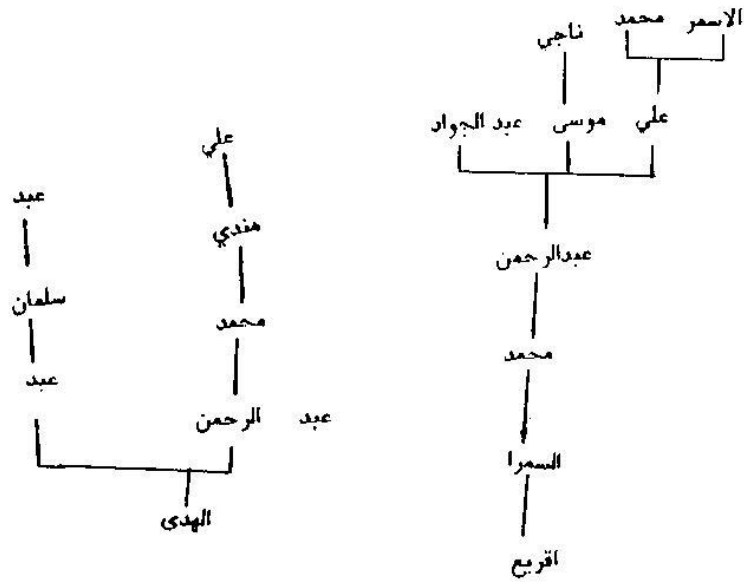 الاسمر
محمد
ناجي
علي
موسى
عبد الجواد
علي
عبد
مندي
عبدالرحمن
سلمان
محمد
محمد
عبد
عبد الرحمن
السمرا
الهدى
اقريع